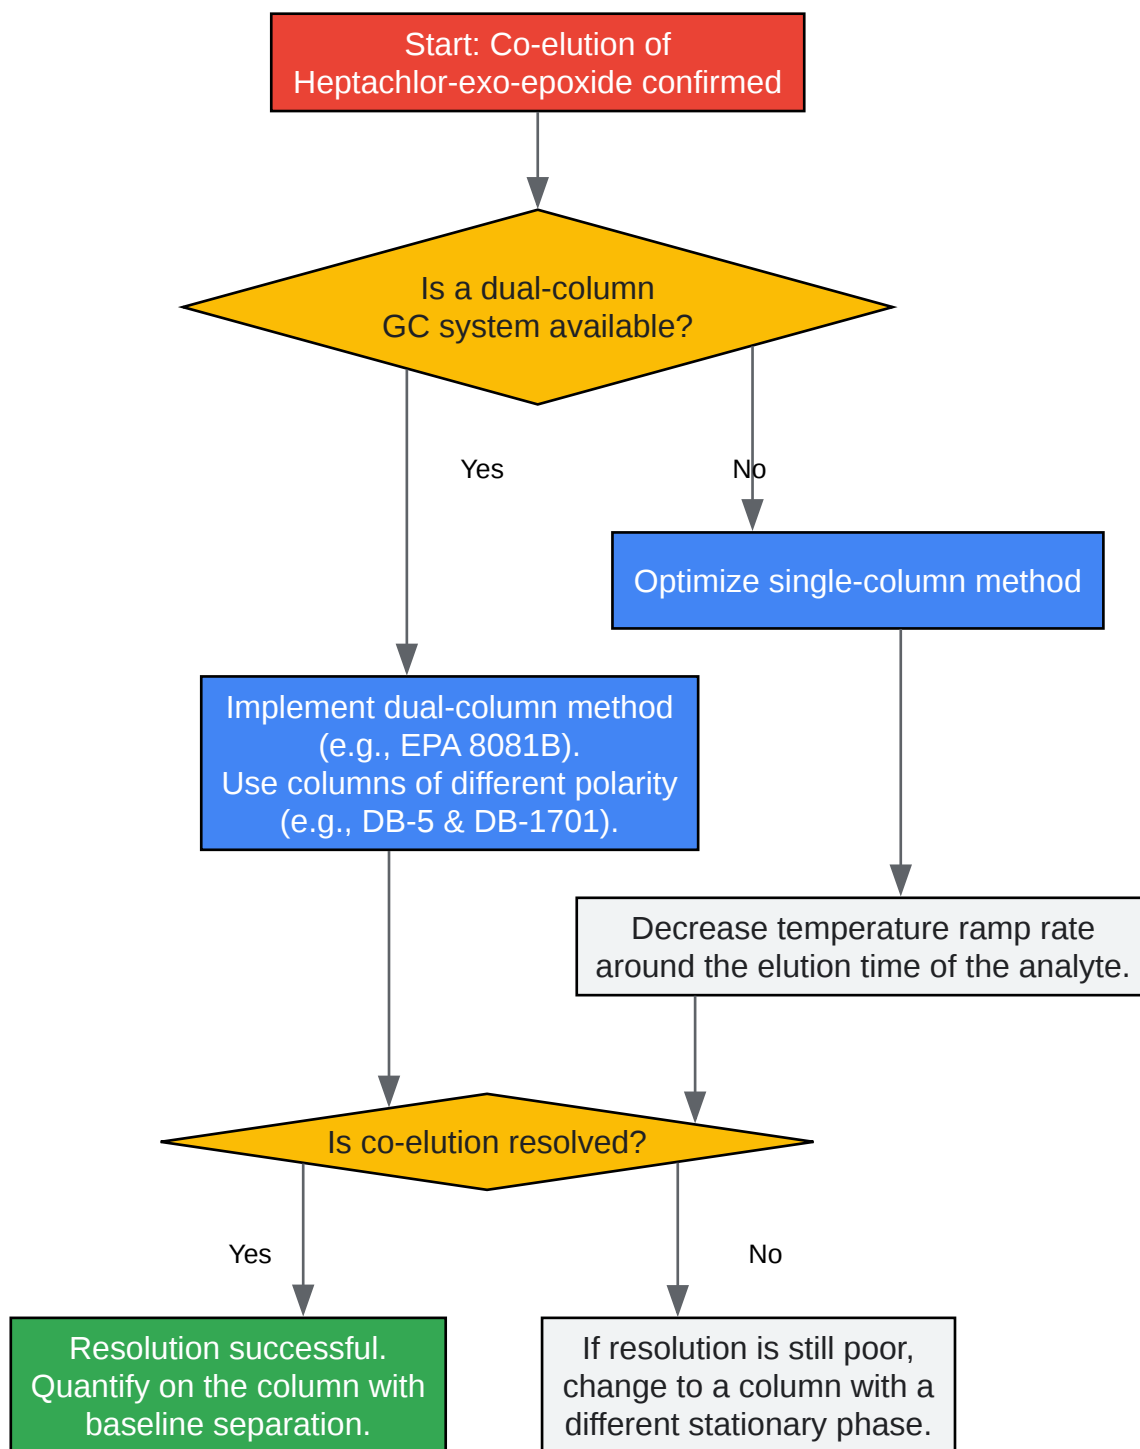 Start: Co-elution of
Heptachlor-exo-epoxide confirmed
Is a dual-column
GC system available?
Yes
No
Optimize single-column method
Implement dual-column method
(e.g., EPA 8081B).
Use columns of different polarity
(e.g., DB-5 & DB-1701).
Decrease temperature ramp rate
around the elution time of the analyte.
Is co-elution resolved?
Yes
No
Resolution successful.
Quantify on the column with
baseline separation.
If resolution is still poor,
change to a column with a
different stationary phase.